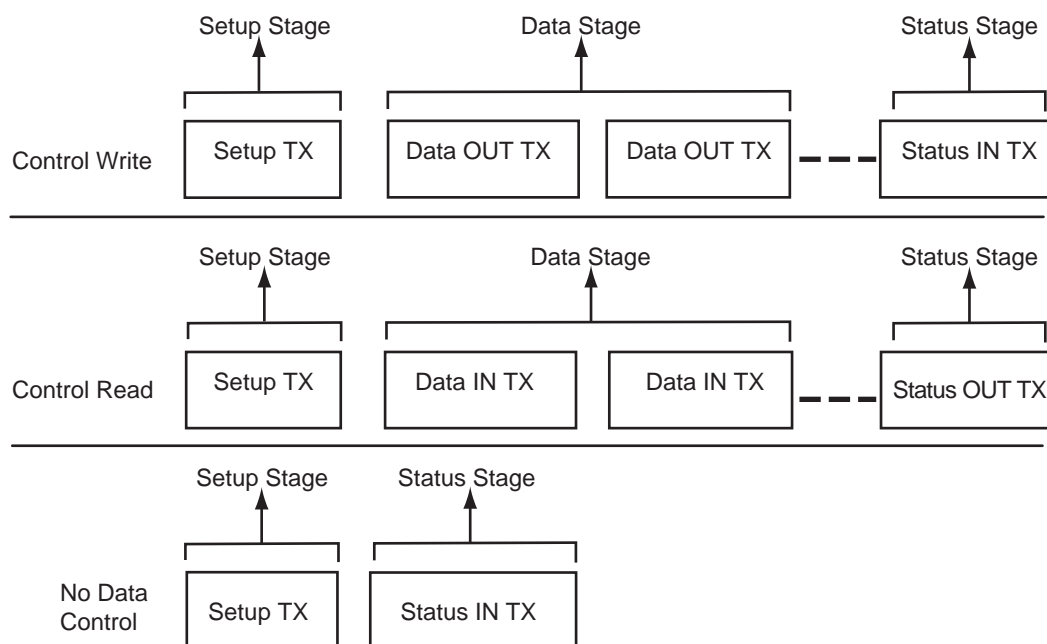 Setup Stage Data Stage Status Stage
Control Write Setup TX Data OUT TX Data OUT TX Status IN TX
Setup Stage Data Stage Status Stage
Control Read Setup TX Data IN TX Data IN TX Status OUT TX
Setup Stage Status Stage
No Data
Control Setup TX Status IN TX